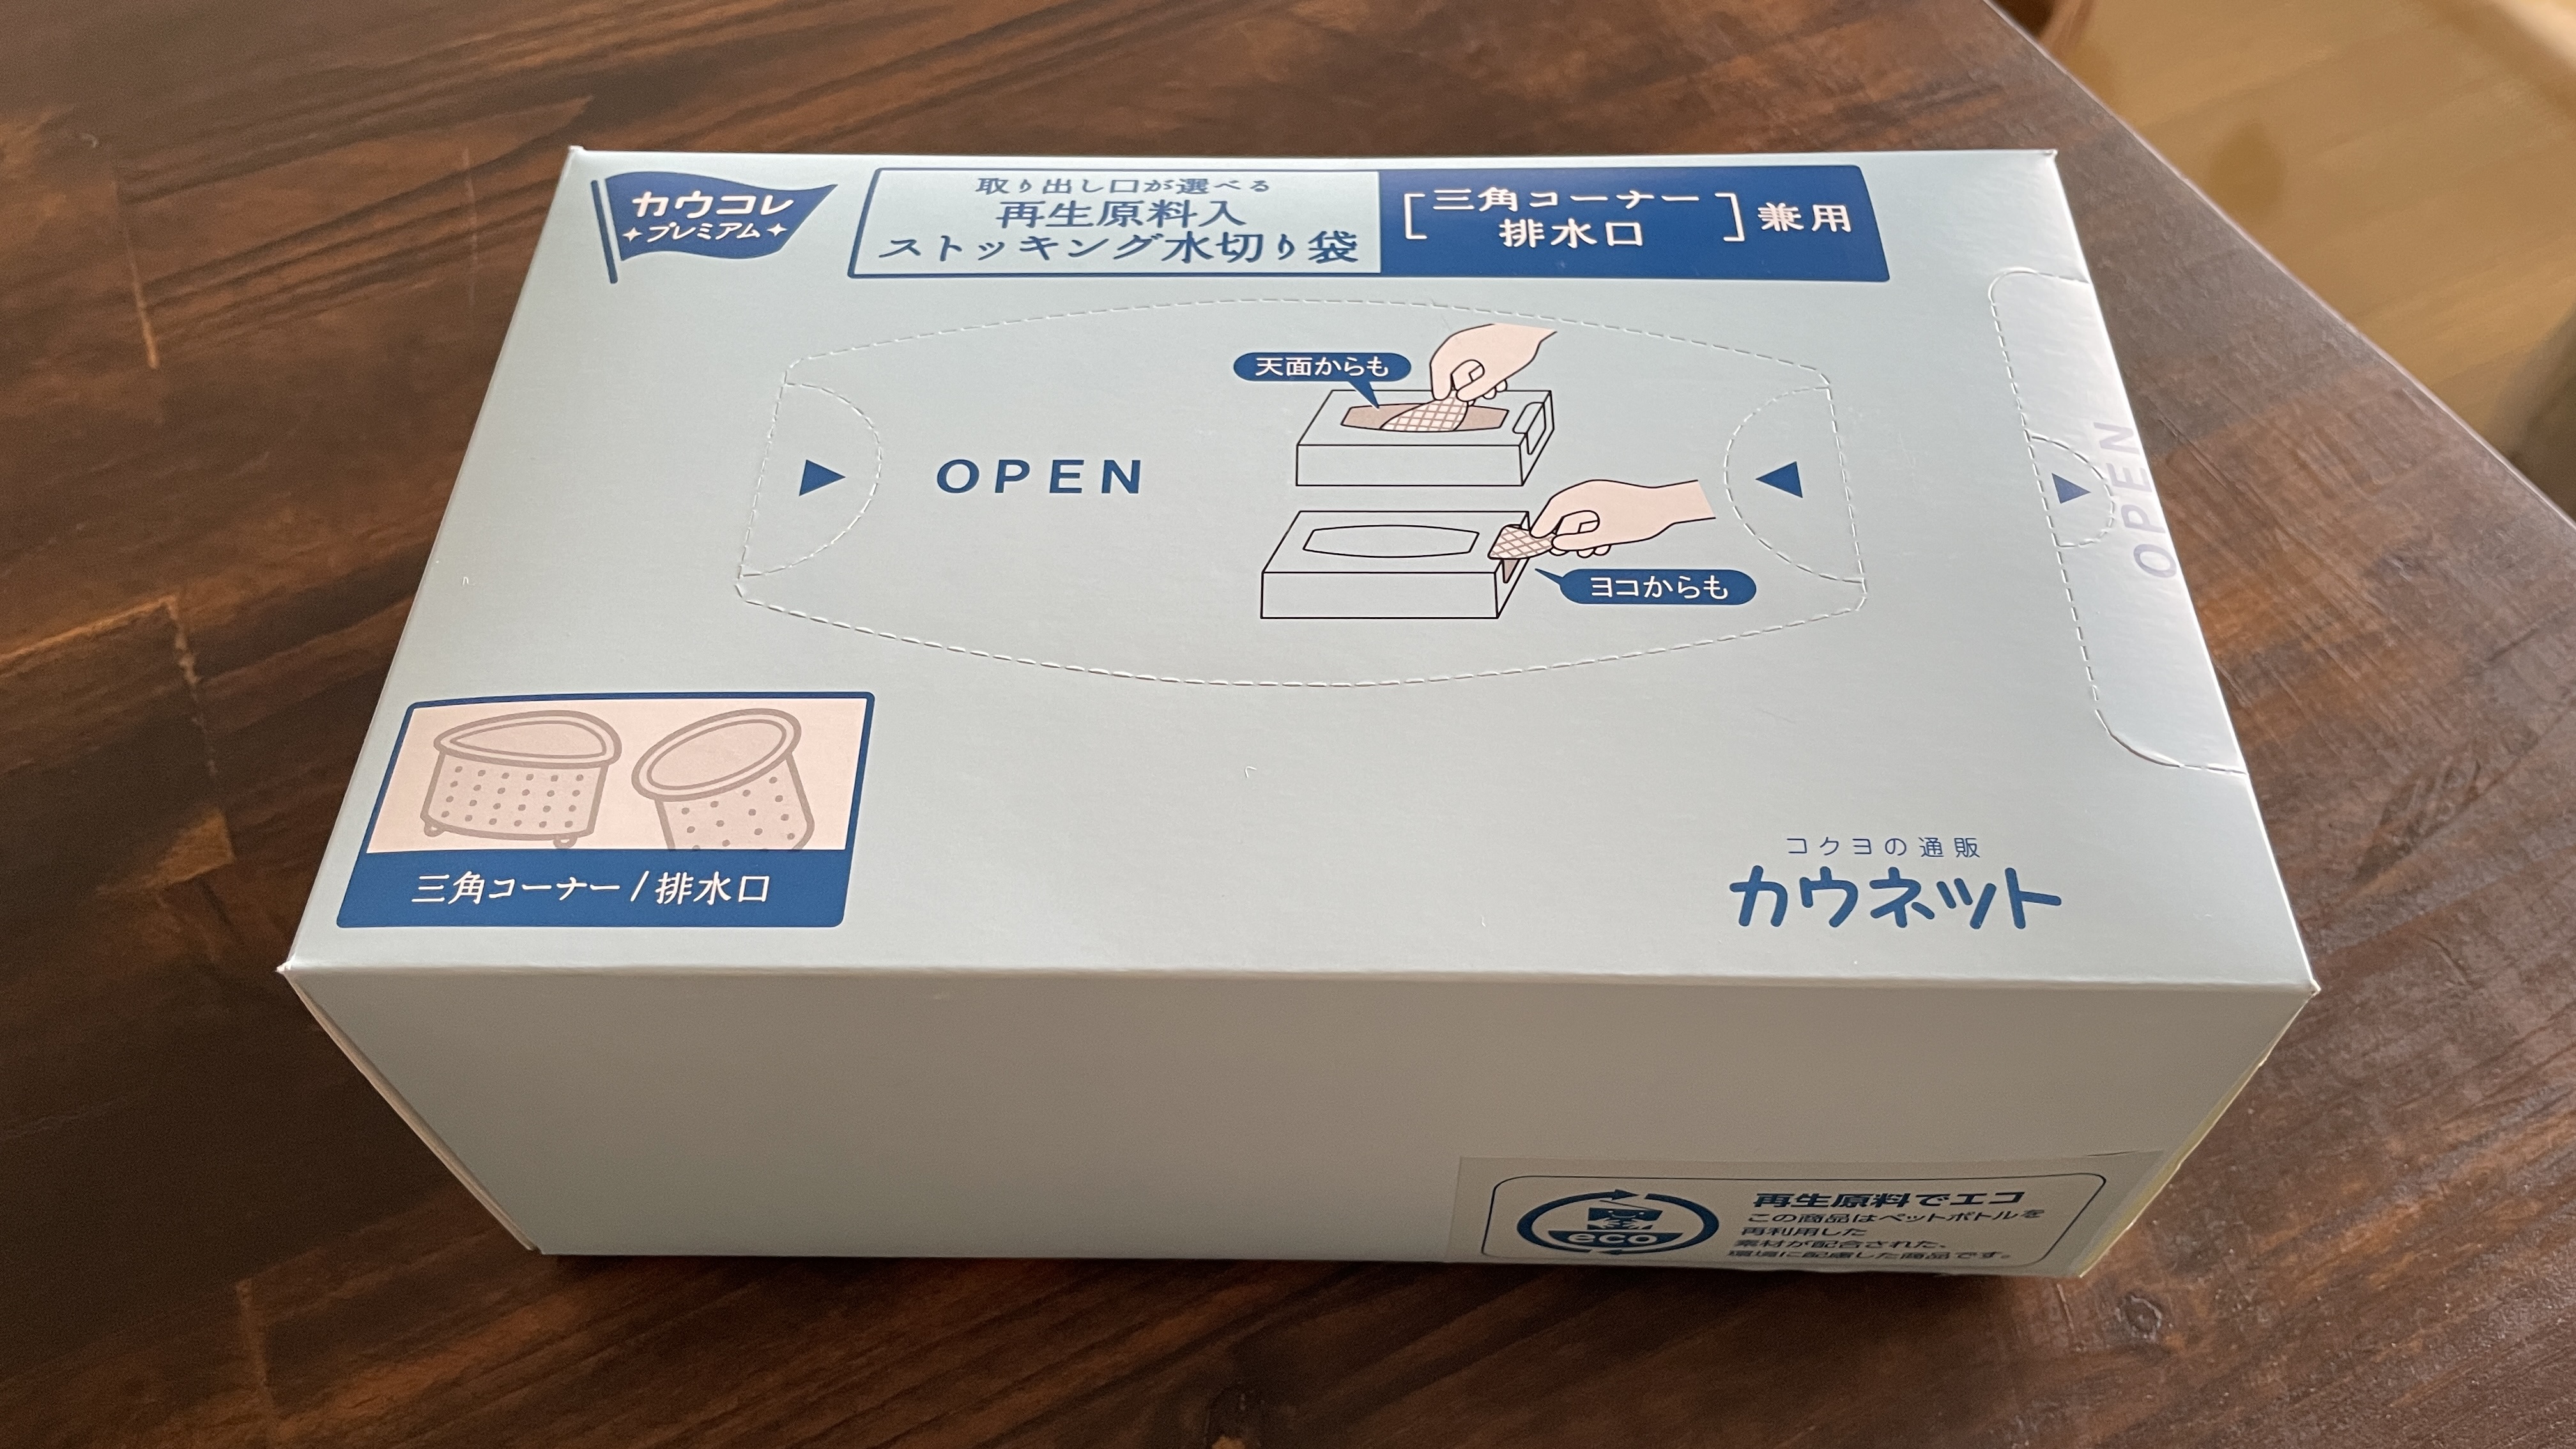 カウコレ
プレミアム
取り出し口が選べる
再生原料入
ストッキング水切り袋
三角コーナー
排水口
兼用
天面からも
OPEN
ヨコからも
OPEN
三角コーナー/排水口
コクヨの通販
カウネット
eco
再生原料でエコ
この商品はペットボトルを
再利用した
素材が配合された、
環境に配慮した商品です。